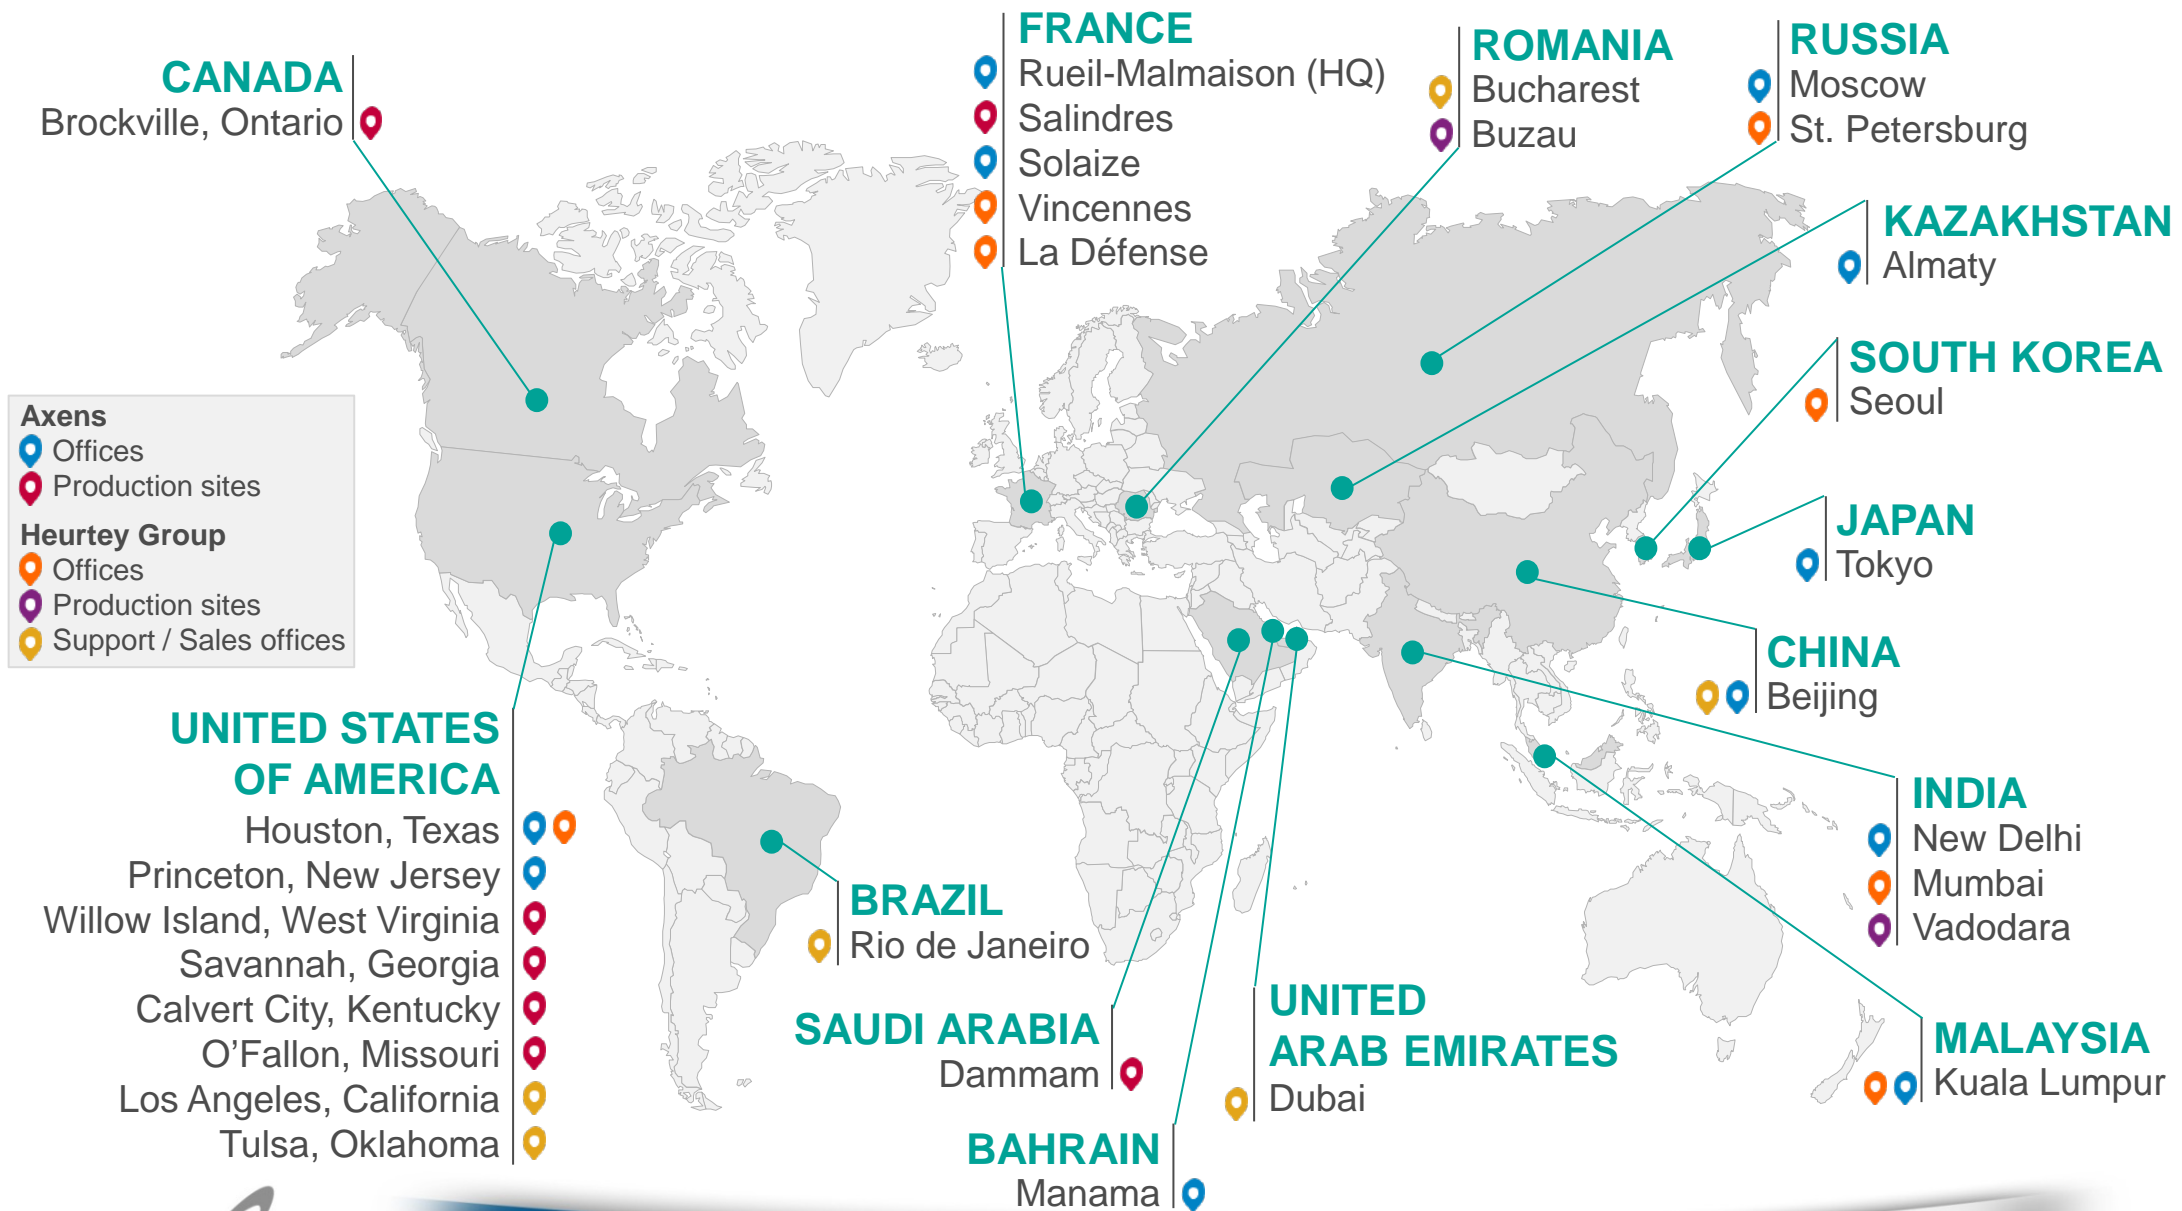 CANADA
Brockville, Ontario
FRANCE
Rueil-Malmaison (HQ)
Salindres
Solaize
Vincennes
La Défense
ROMANIA
Bucharest
Buzau
RUSSIA
Moscow
St. Petersburg
KAZAKHSTAN
Almaty
SOUTH KOREA
Seoul
JAPAN
Tokyo
CHINA
Beijing
INDIA
New Delhi
Mumbai
Vadodara
MALAYSIA
Kuala Lumpur
Axens
Offices
Production sites
Heurtey Group
Offices
Production sites
Support / Sales offices
UNITED STATES
OF AMERICA
Houston, Texas
Princeton, New Jersey
Willow Island, West Virginia
Savannah, Georgia
Calvert City, Kentucky
O’Fallon, Missouri
Los Angeles, California
Tulsa, Oklahoma
BRAZIL
Rio de Janeiro
SAUDI ARABIA
Dammam
BAHRAIN
Manama
UNITED
ARAB EMIRATES
Dubai